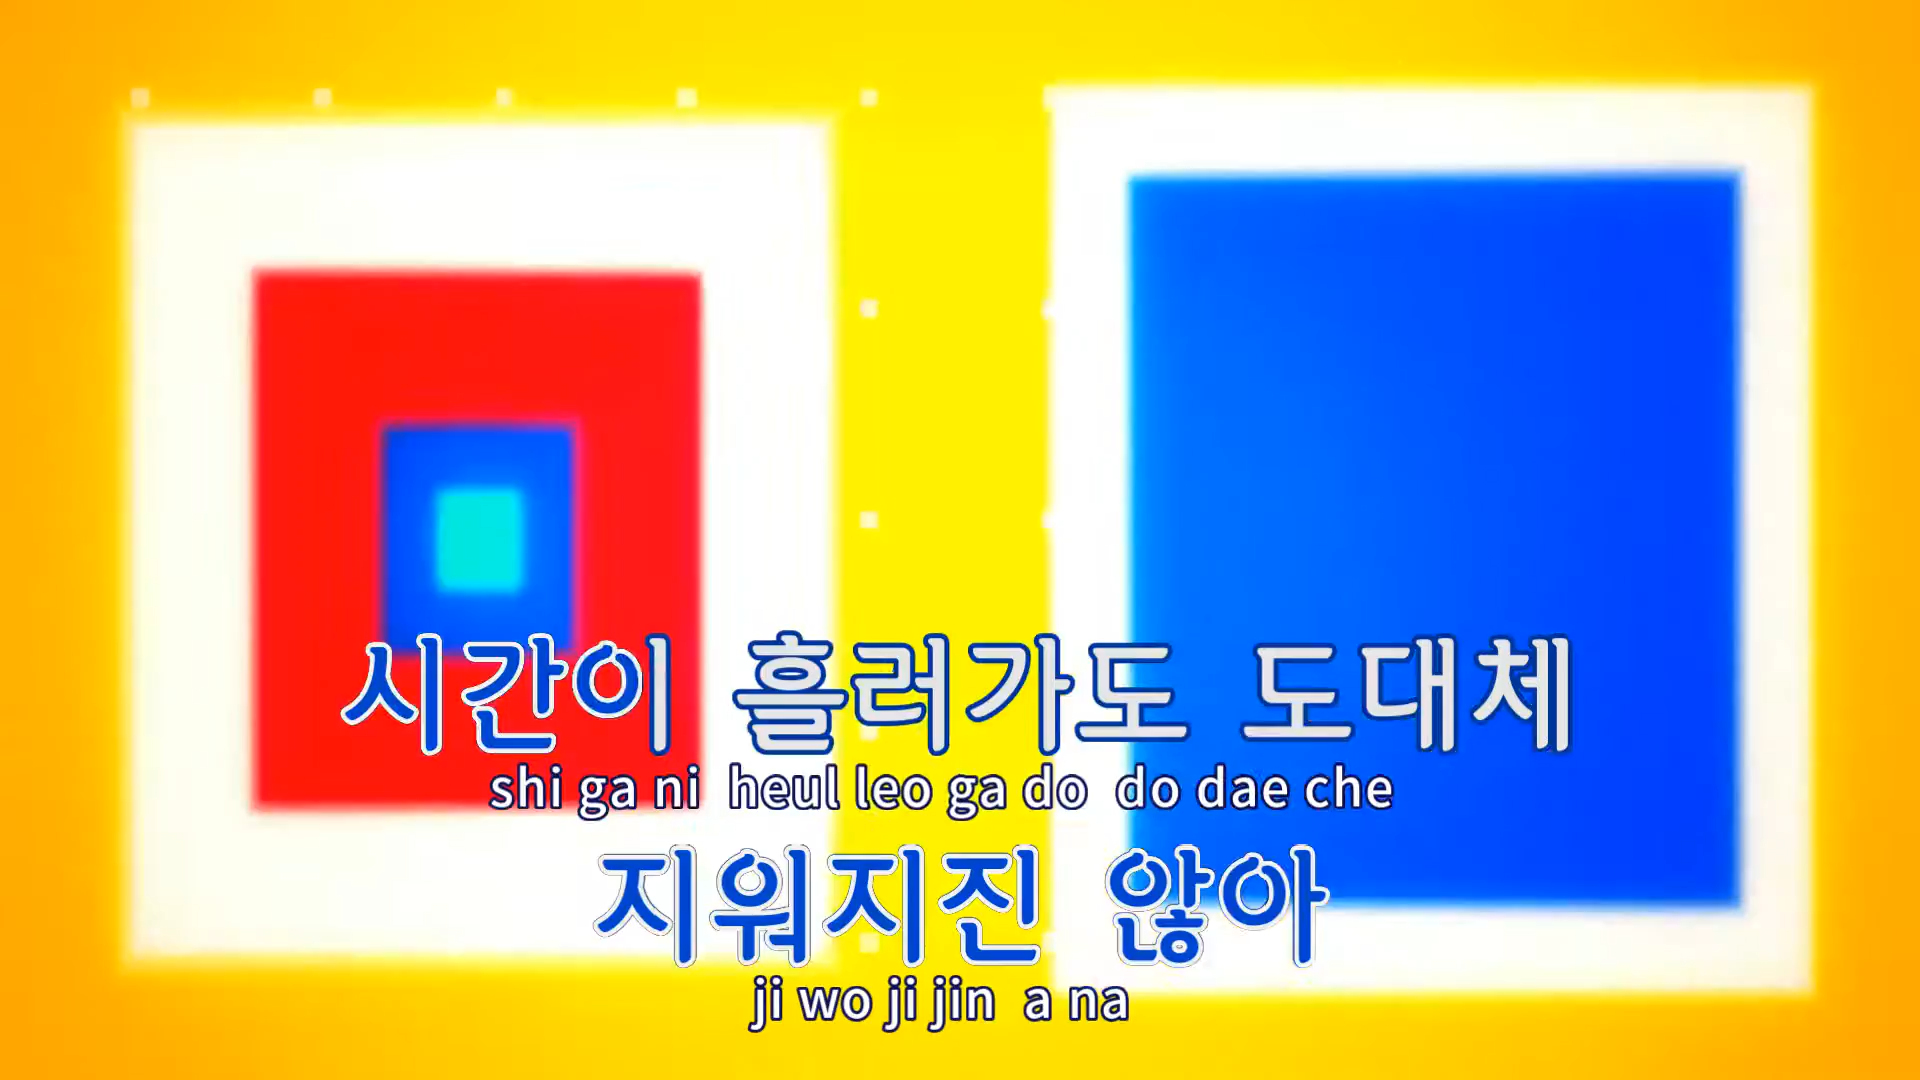 시간이 흘러가도 도대체
shi ga ni heul leo ga do do dae che
지워지진 않아
ji wo ji jin a na